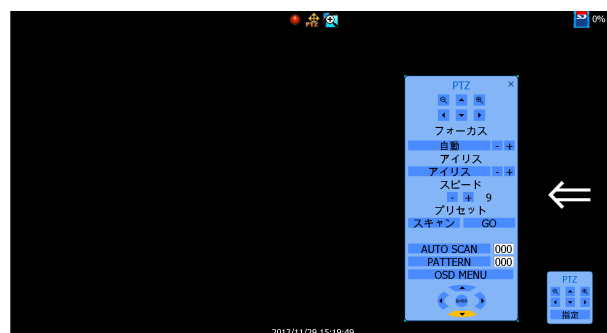 PTZ
0%
PTZ
×
フォーカス
自動 - +
アイリス
アイリス - +
スピード
- + 9
プリセット
スキャン GO
AUTO SCAN 000
PATTERN 000
OSD MENU
PTZ
指定
2013/11/29 15:19:49